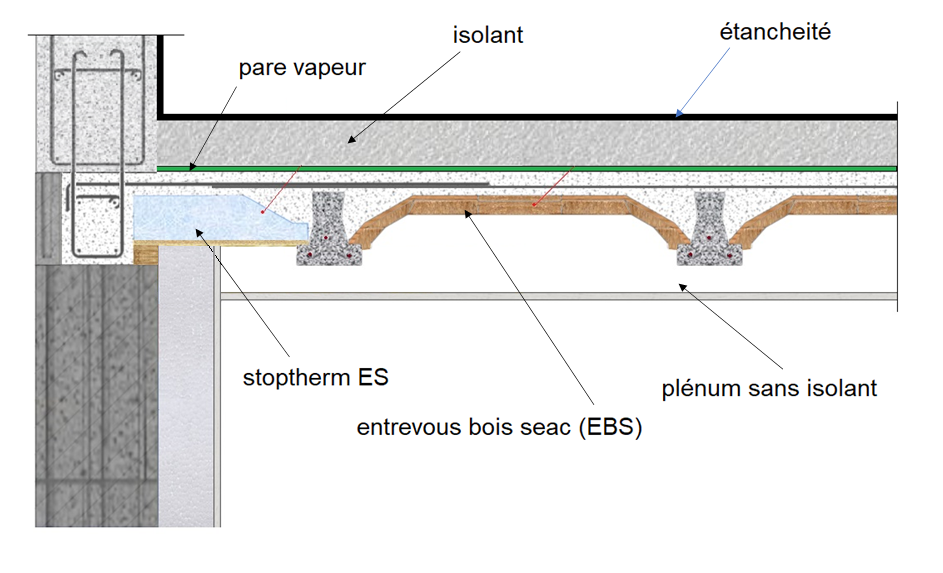 étancheité
isolant
pare vapeur
stoptherm ES
plénum sans isolant
entrevous bois seac (EBS)